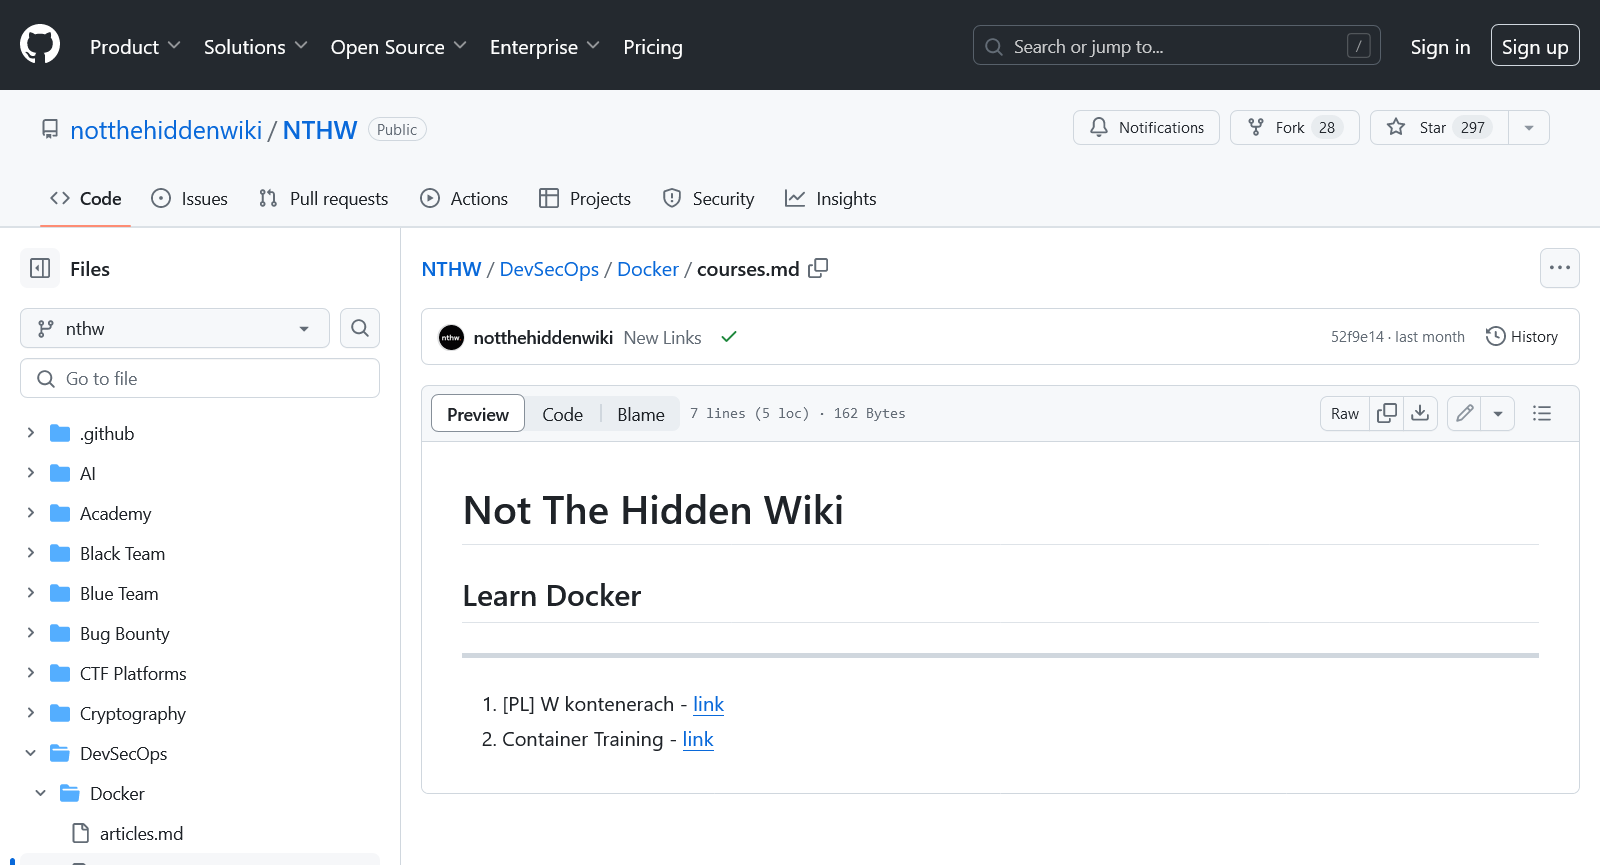 Product Solutions Open Source Enterprise Pricing Search or jump to... / Sign in Sign up
notthehiddenwiki / NTHW Public Notifications Fork 28 Star 297
Code Issues Pull requests Actions Projects Security Insights
Files
nthw
Go to file
.github
AI
Academy
Black Team
Blue Team
Bug Bounty
CTF Platforms
Cryptography
DevSecOps
Docker
articles.md
NTHW / DevSecOps / Docker / courses.md
nthw notthehiddenwiki New Links 52f9e14 · last month History
Preview Code Blame 7 lines (5 loc) · 162 Bytes Raw
Not The Hidden Wiki
Learn Docker
1. [PL] W kontenerach - link
2. Container Training - link